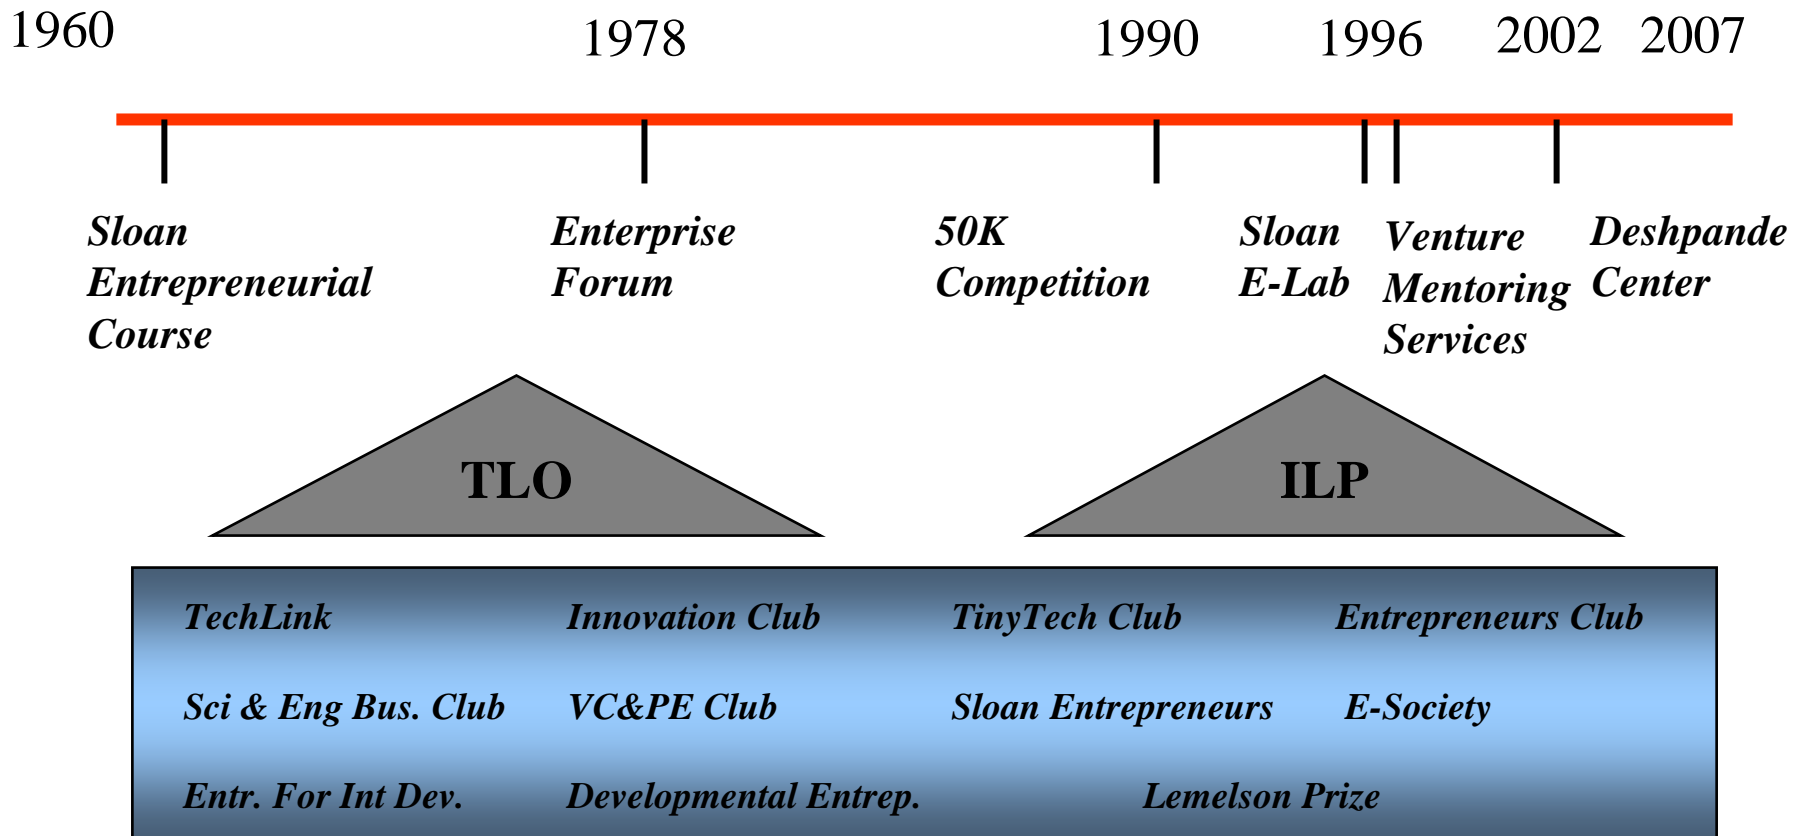 1960 1978 1990 1996 2002 2007
Sloan
Entrepreneurial
Course
Enterprise
Forum
50K
Competition
Sloan
E-Lab
Venture
Mentoring
Services
Deshpande
Center
TLO
ILP
TechLink Innovation Club TinyTech Club Entrepreneurs Club
Sci & Eng Bus. Club VC&PE Club Sloan Entrepreneurs E-Society
Entr. For Int Dev. Developmental Entrep. Lemelson Prize